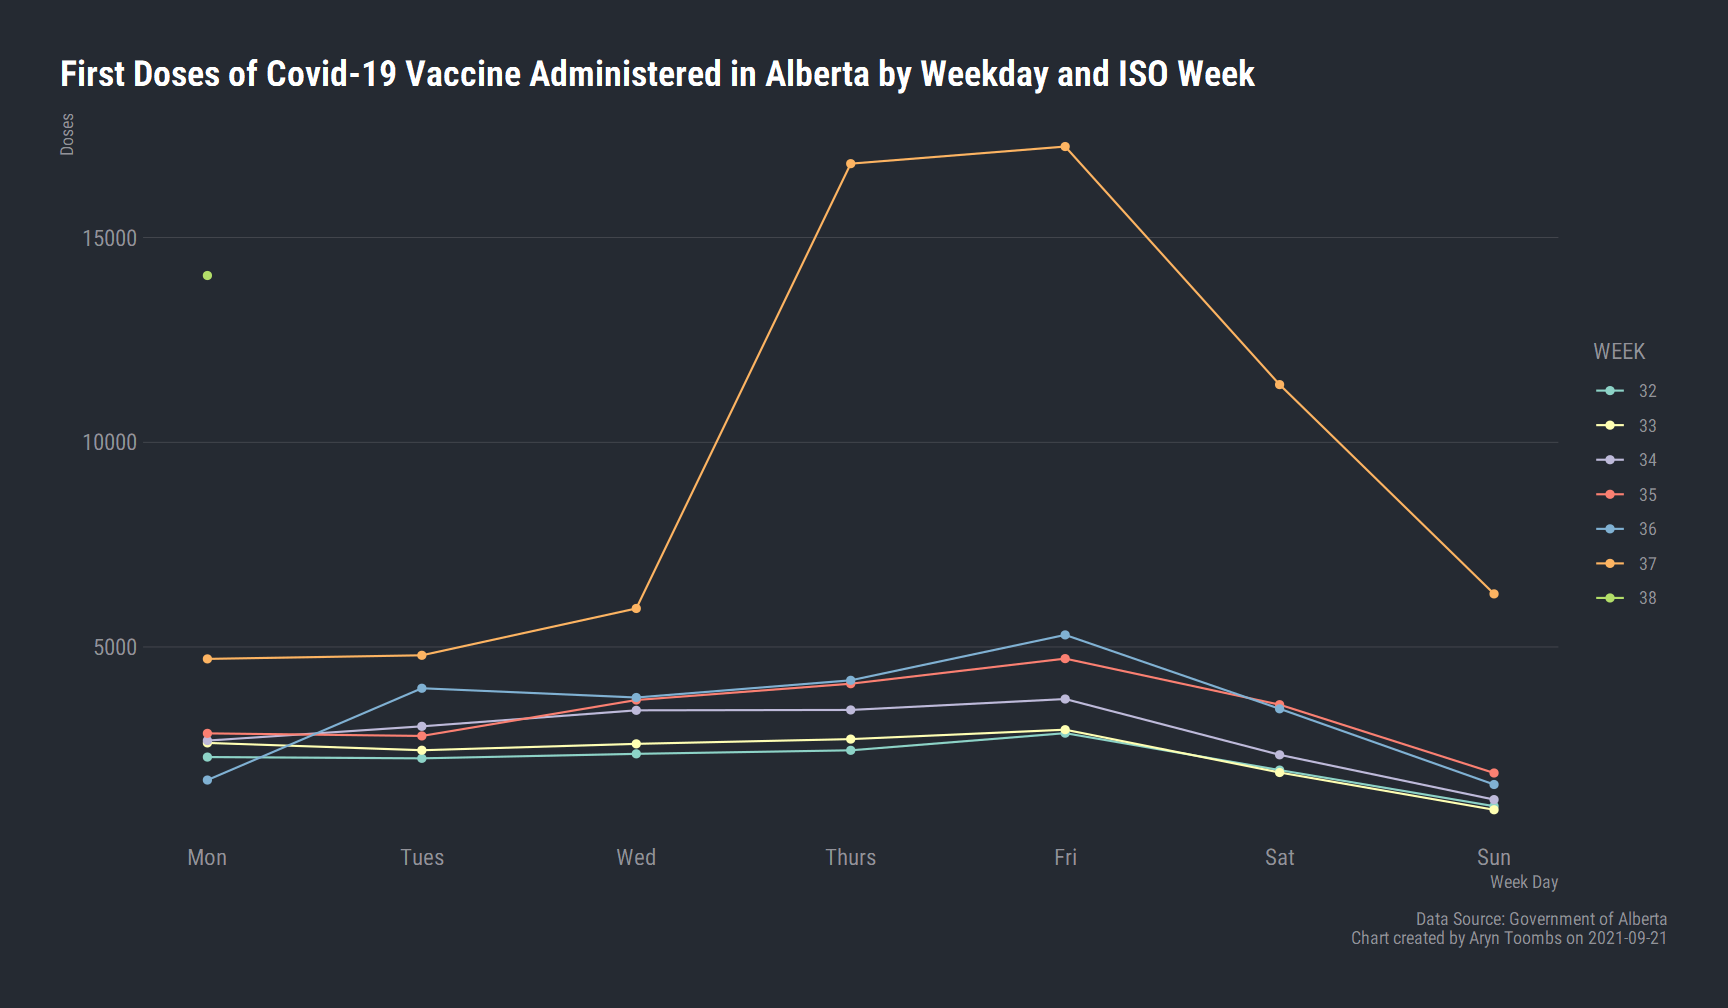 First Doses of Covid-19 Vaccine Administered in Alberta by Weekday and ISO Week
Doses
15000
10000
5000
Mon Tues Wed Thurs Fri Sat Sun
Week Day
WEEK
32
33
34
35
36
37
38
Data Source: Government of Alberta
Chart created by Aryn Toombs on 2021-09-21